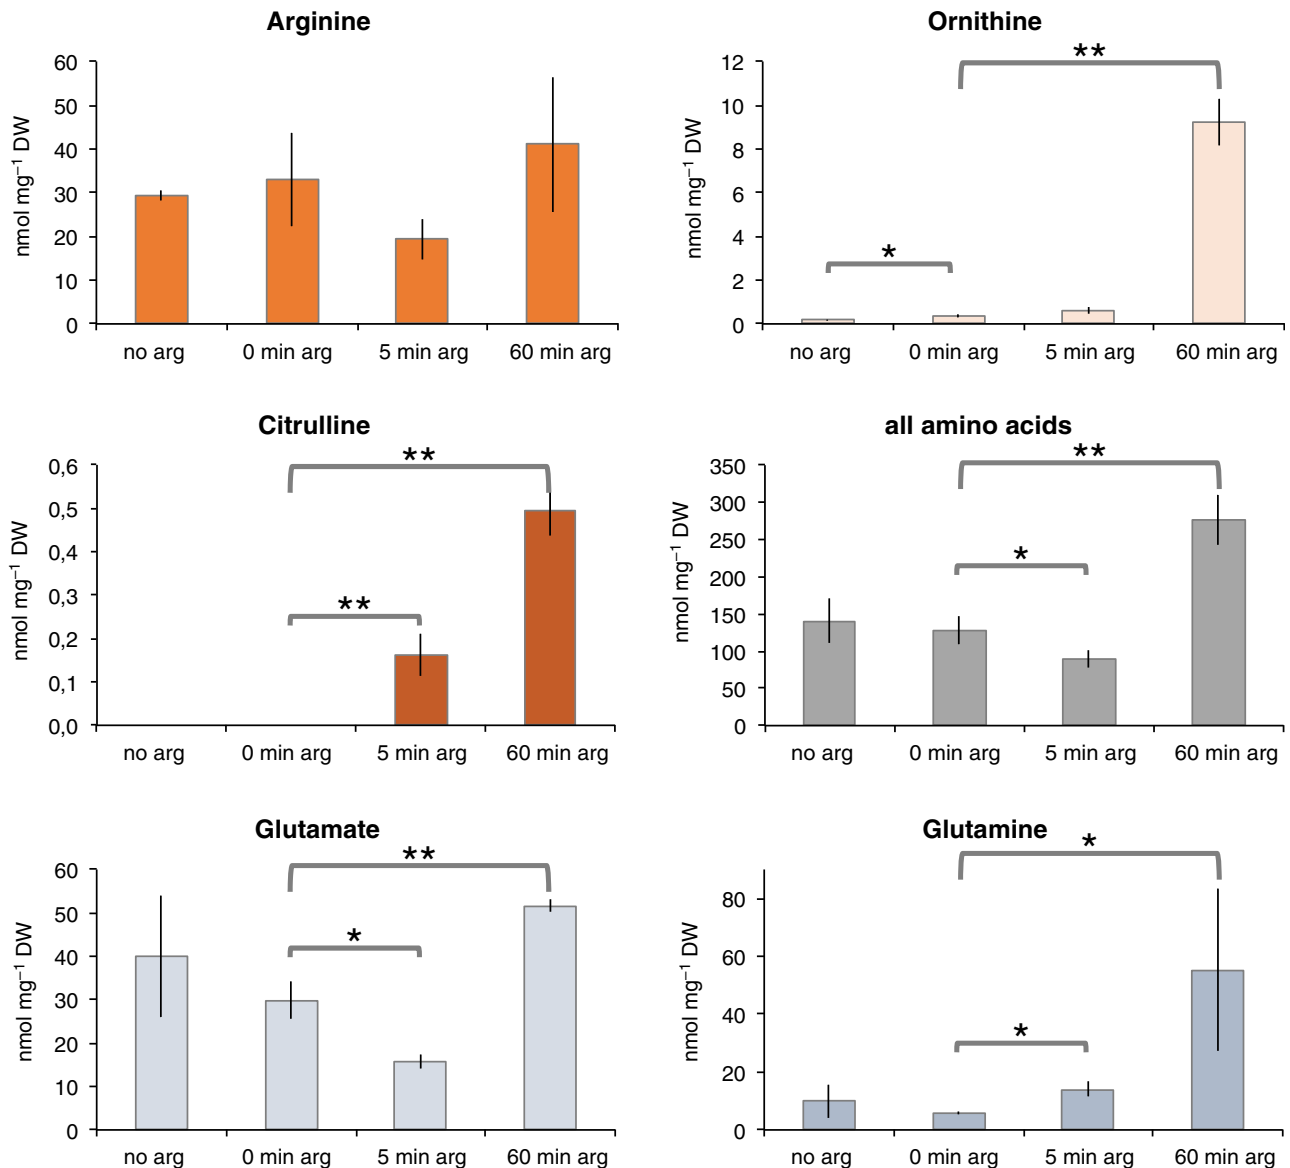 Arginine
60
50
40
30
20
10
0
nmol mg⁻¹ DW
no arg 0 min arg 5 min arg 60 min arg
Ornithine
12
10
8
6
4
2
0
nmol mg⁻¹ DW
**
*
no arg 0 min arg 5 min arg 60 min arg
Citrulline
0,6
0,5
0,4
0,3
0,2
0,1
0,0
nmol mg⁻¹ DW
**
**
no arg 0 min arg 5 min arg 60 min arg
all amino acids
350
300
250
200
150
100
50
0
nmol mg⁻¹ DW
**
*
no arg 0 min arg 5 min arg 60 min arg
Glutamate
60
50
40
30
20
10
0
nmol mg⁻¹ DW
**
*
no arg 0 min arg 5 min arg 60 min arg
Glutamine
80
60
40
20
0
nmol mg⁻¹ DW
*
*
no arg 0 min arg 5 min arg 60 min arg